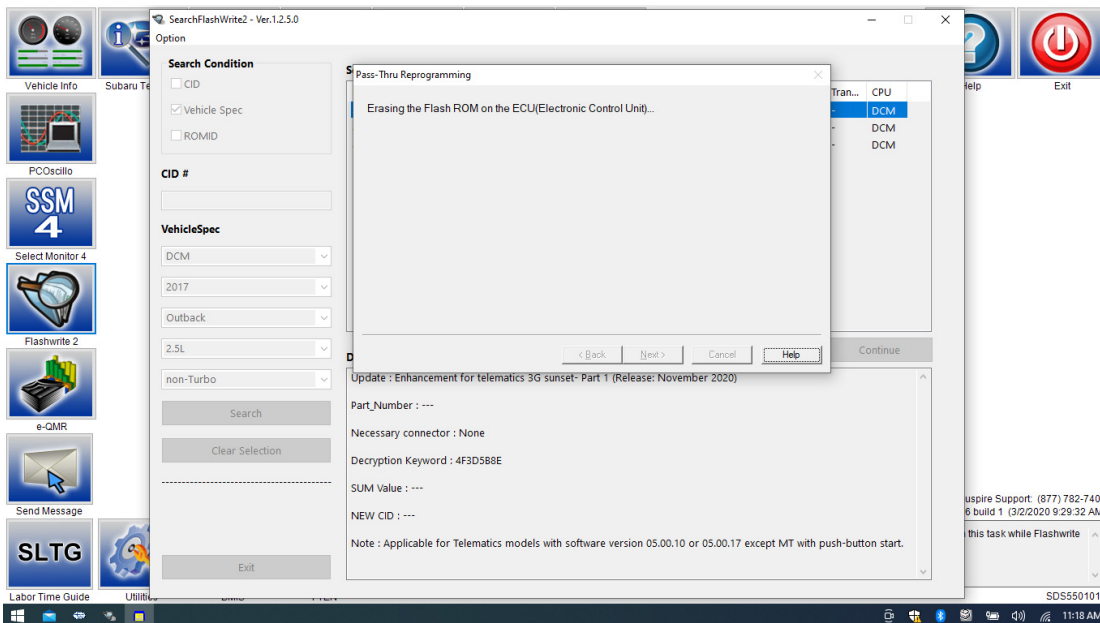 SearchFlashWrite2 - Ver.1.2.5.0
Option
Search Condition
CID
Vehicle Spec
ROMID
CID #
VehicleSpec
DCM
2017
Outback
2.5L
non-Turbo
Search
Clear Selection
Exit
Pass-Thru Reprogramming
Erasing the Flash ROM on the ECU(Electronic Control Unit)...
< Back
Next >
Cancel
Help
Tran... CPU
- DCM
- DCM
- DCM
Continue
Update : Enhancement for telematics 3G sunset- Part 1 (Release: November 2020)
Part_Number : ---
Necessary connector : None
Decryption Keyword : 4F3D5B8E
SUM Value : ---
NEW CID : ---
Note : Applicable for Telematics models with software version 05.00.10 or 05.00.17 except MT with push-button start.
Vehicle Info
Subaru Te
PCOscillo
SSM
4
Select Monitor 4
Flashwrite 2
e-QMR
Send Message
SLTG
Labor Time Guide
Utilities
Help
Exit
uspire Support: (877) 782-740
6 build 1 (3/2/2020 9:29:32 AM
this task while Flashwrite
SDS550101
11:18 AM